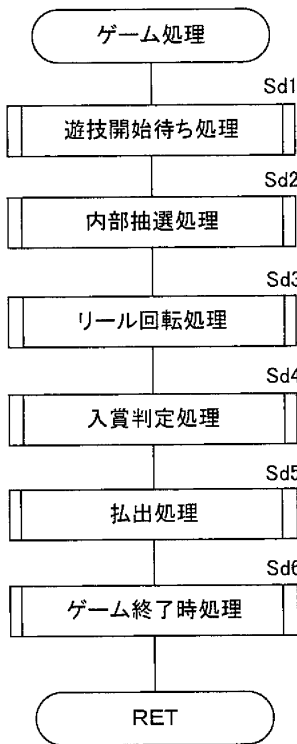 ゲーム処理
Sd1
遊技開始待ち処理
Sd2
内部抽選処理
Sd3
リール回転処理
Sd4
入賞判定処理
Sd5
払出処理
Sd6
ゲーム終了時処理
RET